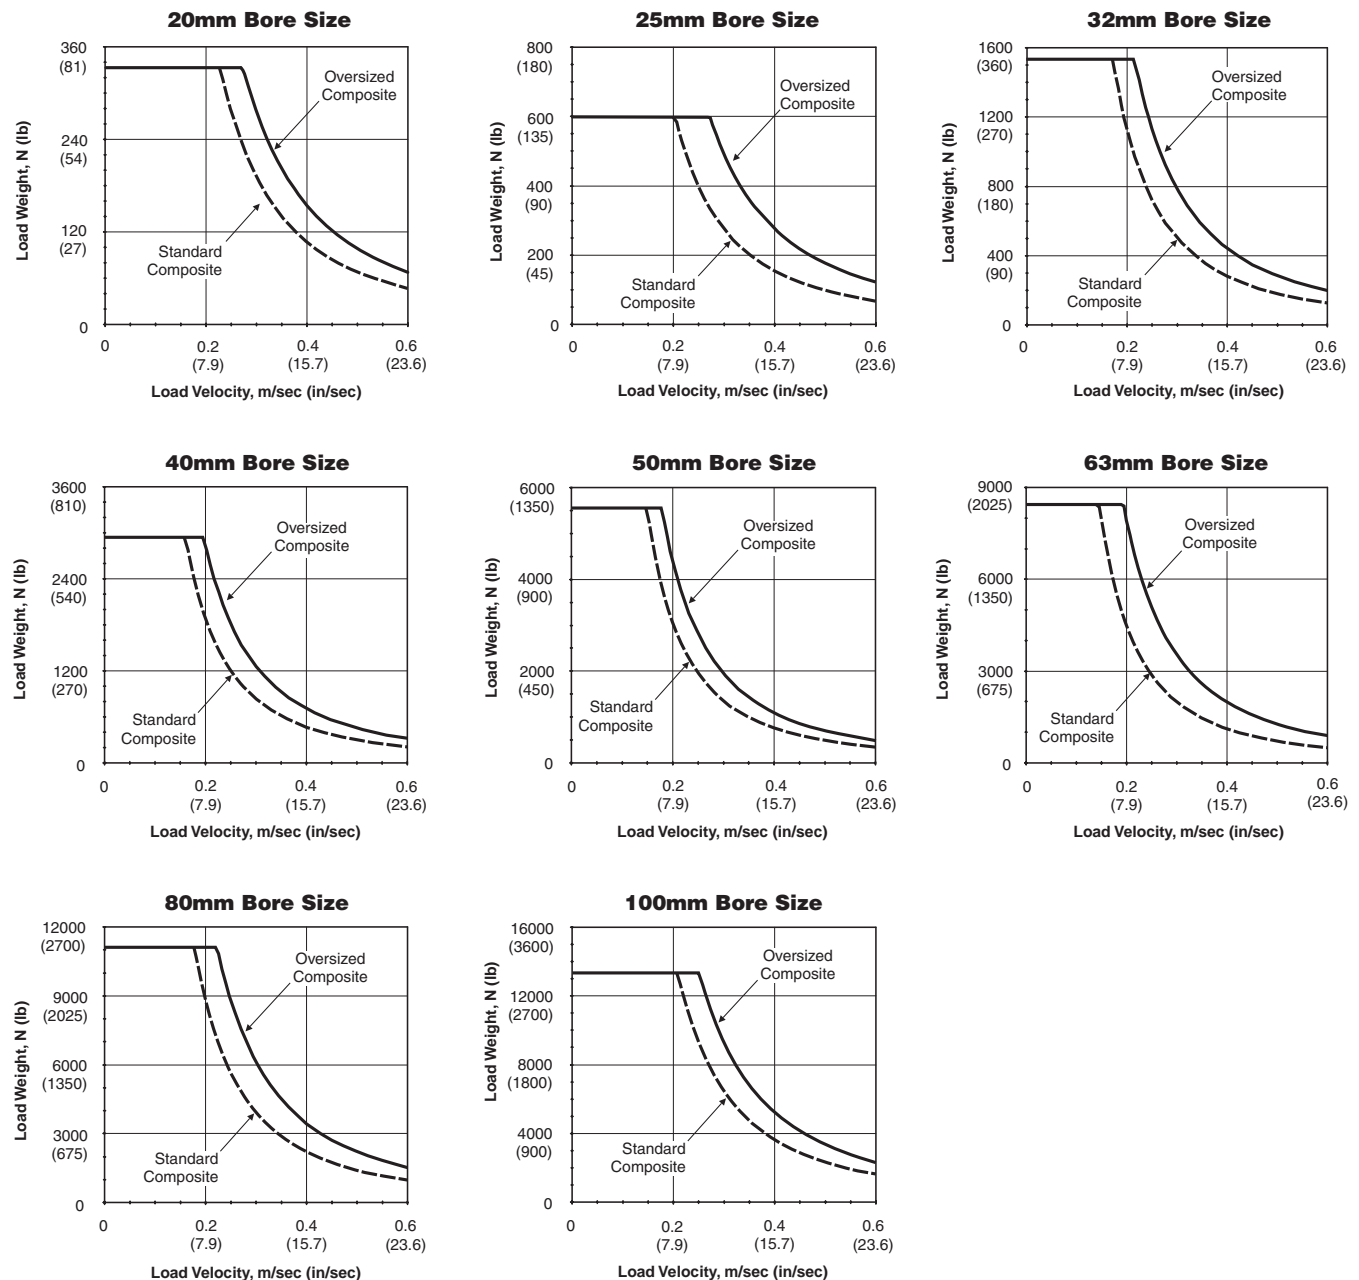 20mm Bore Size
360
(81)
240
(54)
120
(27)
0
Load Weight, N (lb)
Oversized
Composite
Standard
Composite
0
0.2
(7.9)
0.4
(15.7)
0.6
(23.6)
Load Velocity, m/sec (in/sec)
25mm Bore Size
800
(180)
600
(135)
400
(90)
200
(45)
0
Load Weight, N (lb)
Oversized
Composite
Standard
Composite
0
0.2
(7.9)
0.4
(15.7)
0.6
(23.6)
Load Velocity, m/sec (in/sec)
32mm Bore Size
1600
(360)
1200
(270)
800
(180)
400
(90)
0
Load Weight, N (lb)
Oversized
Composite
Standard
Composite
0
0.2
(7.9)
0.4
(15.7)
0.6
(23.6)
Load Velocity, m/sec (in/sec)
40mm Bore Size
3600
(810)
2400
(540)
1200
(270)
0
Load Weight, N (lb)
Oversized
Composite
Standard
Composite
0
0.2
(7.9)
0.4
(15.7)
0.6
(23.6)
Load Velocity, m/sec (in/sec)
50mm Bore Size
6000
(1350)
4000
(900)
2000
(450)
0
Load Weight, N (lb)
Oversized
Composite
Standard
Composite
0
0.2
(7.9)
0.4
(15.7)
0.6
(23.6)
Load Velocity, m/sec (in/sec)
63mm Bore Size
9000
(2025)
6000
(1350)
3000
(675)
0
Load Weight, N (lb)
Oversized
Composite
Standard
Composite
0
0.2
(7.9)
0.4
(15.7)
0.6
(23.6)
Load Velocity, m/sec (in/sec)
80mm Bore Size
12000
(2700)
9000
(2025)
6000
(1350)
3000
(675)
0
Load Weight, N (lb)
Oversized
Composite
Standard
Composite
0
0.2
(7.9)
0.4
(15.7)
0.6
(23.6)
Load Velocity, m/sec (in/sec)
100mm Bore Size
16000
(3600)
12000
(2700)
8000
(1800)
4000
(900)
0
Load Weight, N (lb)
Oversized
Composite
Standard
Composite
0
0.2
(7.9)
0.4
(15.7)
0.6
(23.6)
Load Velocity, m/sec (in/sec)